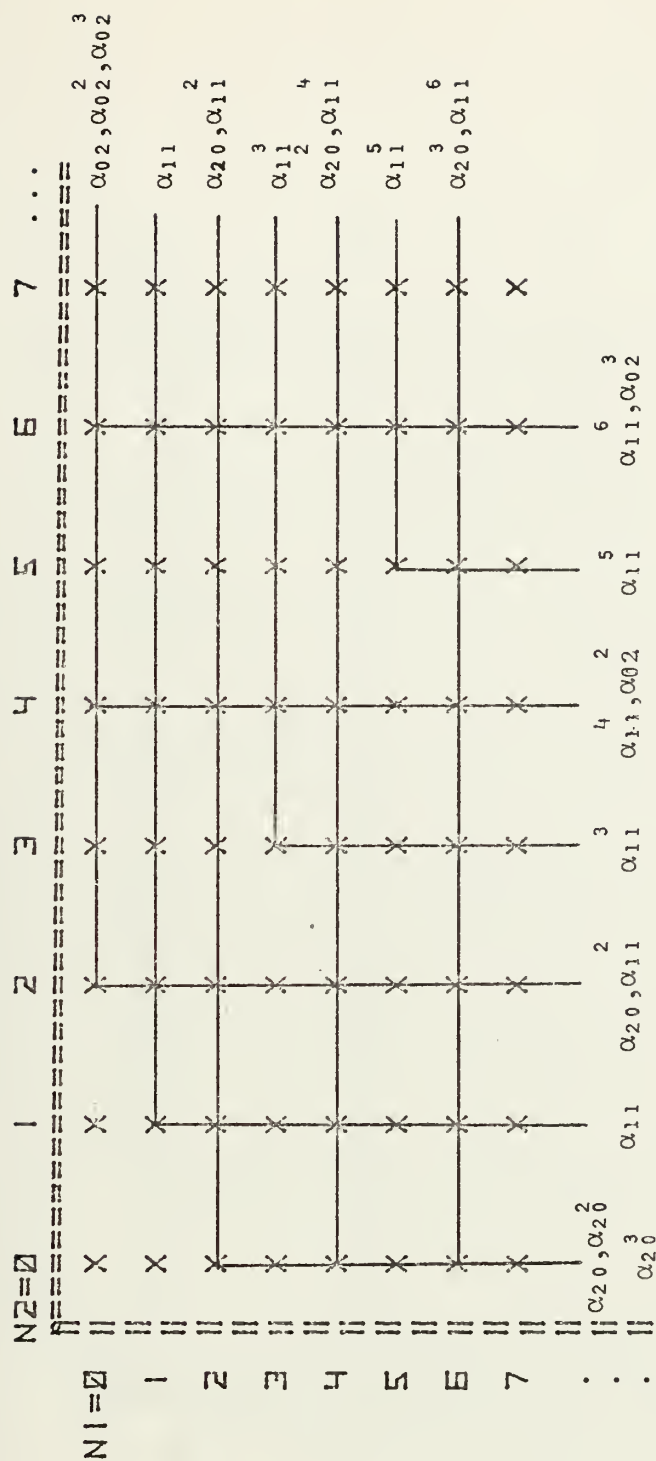 N2=0 1 2 3 4 5 6 7 ...
==================================================
N1=0 X X X X X X X X α₀₂,α₀₂²,α₀₂³
1 X X X X X X X X α₁₁
2 X X X X X X X X α₂₀,α₁₁²
3 X X X X X X X X α₁₁³
4 X X X X X X X X α₂₀²,α₁₁⁴
5 X X X X X X X X α₁₁⁵
6 X X X X X X X X α₂₀³,α₁₁⁶
7 X X X X X X X X
. α₂₀,α₂₀² α₁₁ α₂₀,α₁₁² α₁₁³ α₁₁⁴,α₀₂² α₁₁⁵ α₁₁⁶,α₀₂³
. α₂₀³
.